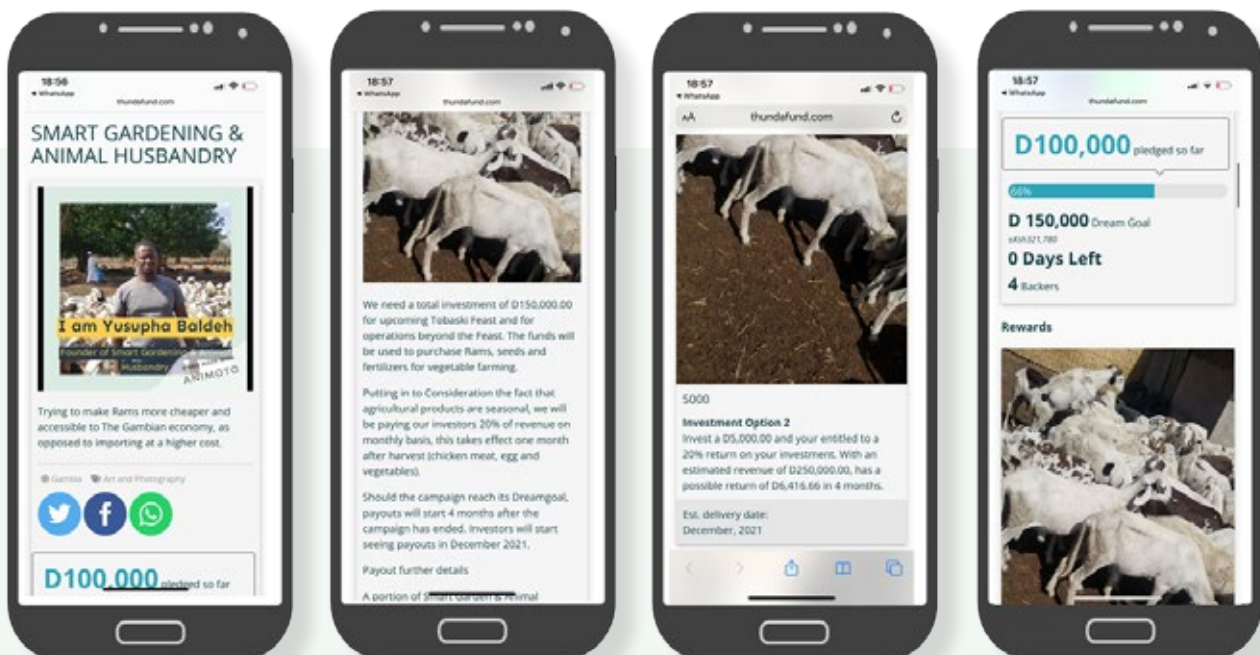 18:56
WhatsApp
thundafund.com
SMART GARDENING &
ANIMAL HUSBANDRY
I am Yusupha Baldeh
Founder of Smart Gardening & Animal
Husbandry
ANIMOTO
Trying to make Rams more cheaper and
accessible to The Gambian economy, as
opposed to importing at a higher cost.
Gambia Art and Photography
D100,000 pledged so far
18:57
WhatsApp
thundafund.com
We need a total investment of D150,000.00
for upcoming Tobaski Feast and for
operations beyond the Feast. The funds will
be used to purchase Rams, seeds and
fertilizers for vegetable farming.
Putting in to Consideration the fact that
agricultural products are seasonal, we will
be paying our investors 20% of revenue on
monthly basis, this takes effect one month
after harvest (chicken meat, egg and
vegetables).
Should the campaign reach its Dreamgoal,
payouts will start 4 months after the
campaign has ended. Investors will start
seeing payouts in December 2021.
Payout further details
A portion of Smart Garden & Animal
18:57
WhatsApp
AA thundafund.com
5000
Investment Option 2
Invest a D5,000.00 and your entitled to a
20% return on your investment. With an
estimated revenue of D250,000.00, has a
possible return of D6,416.66 in 4 months.
Est. delivery date:
December, 2021
18:57
WhatsApp
thundafund.com
D100,000 pledged so far
66%
D 150,000 Dream Goal
0 Days Left
4 Backers
Rewards